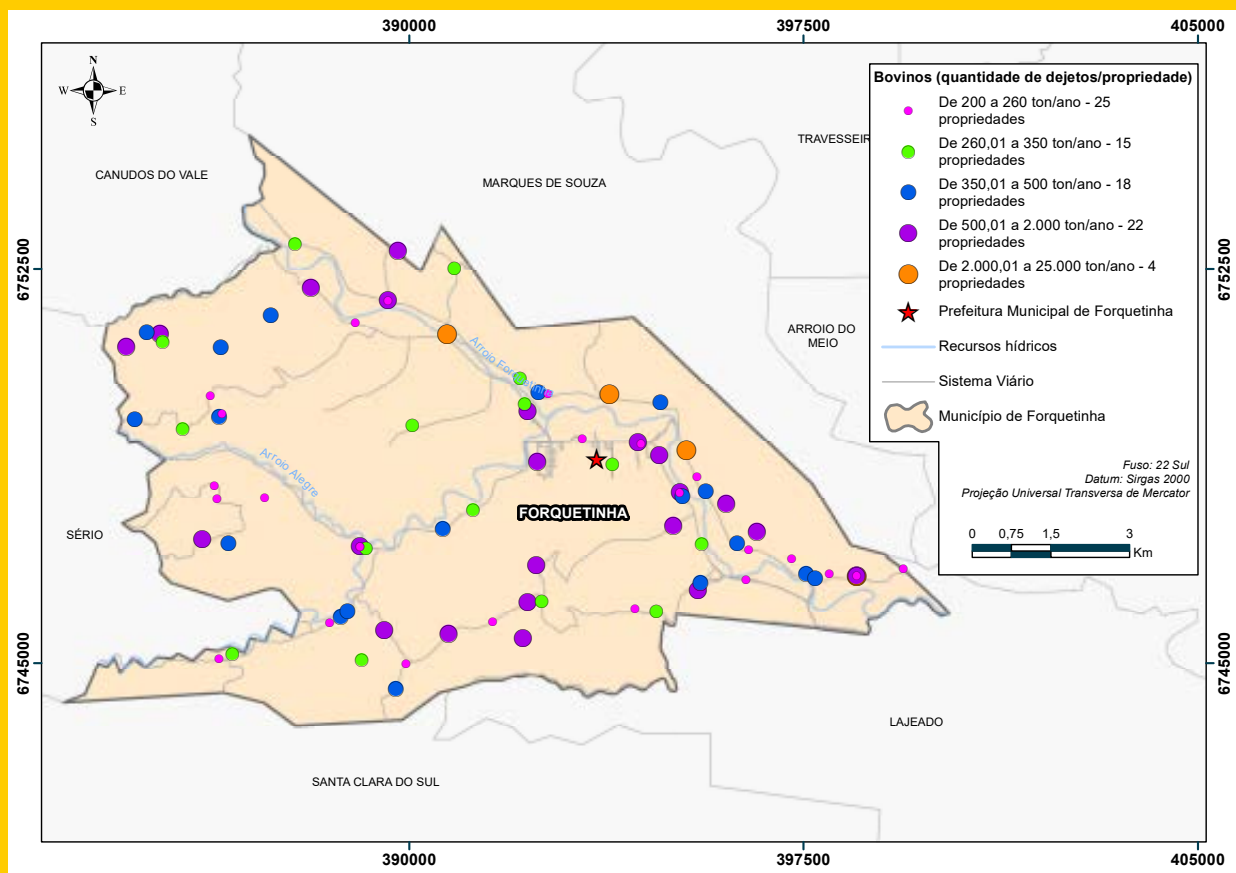 390000
397500
405000
N
W
E
S
Bovinos (quantidade de dejetos/propriedade)
De 200 a 260 ton/ano - 25
propriedades
De 260,01 a 350 ton/ano - 15
propriedades
De 350,01 a 500 ton/ano - 18
propriedades
De 500,01 a 2.000 ton/ano - 22
propriedades
De 2.000,01 a 25.000 ton/ano - 4
propriedades
Prefeitura Municipal de Forquetinha
Recursos hídricos
Sistema Viário
Município de Forquetinha
Fuso: 22 Sul
Datum: Sirgas 2000
Projeção Universal Transversa de Mercator
0 0,75 1,5 3
Km
TRAVESSEIR
CANUDOS DO VALE
MARQUES DE SOUZA
6752500
6752500
ARROIO DO
MEIO
Arroio Forquetinha
Arroio Alegre
FORQUETINHA
SÉRIO
6745000
6745000
LAJEADO
SANTA CLARA DO SUL
390000
397500
405000